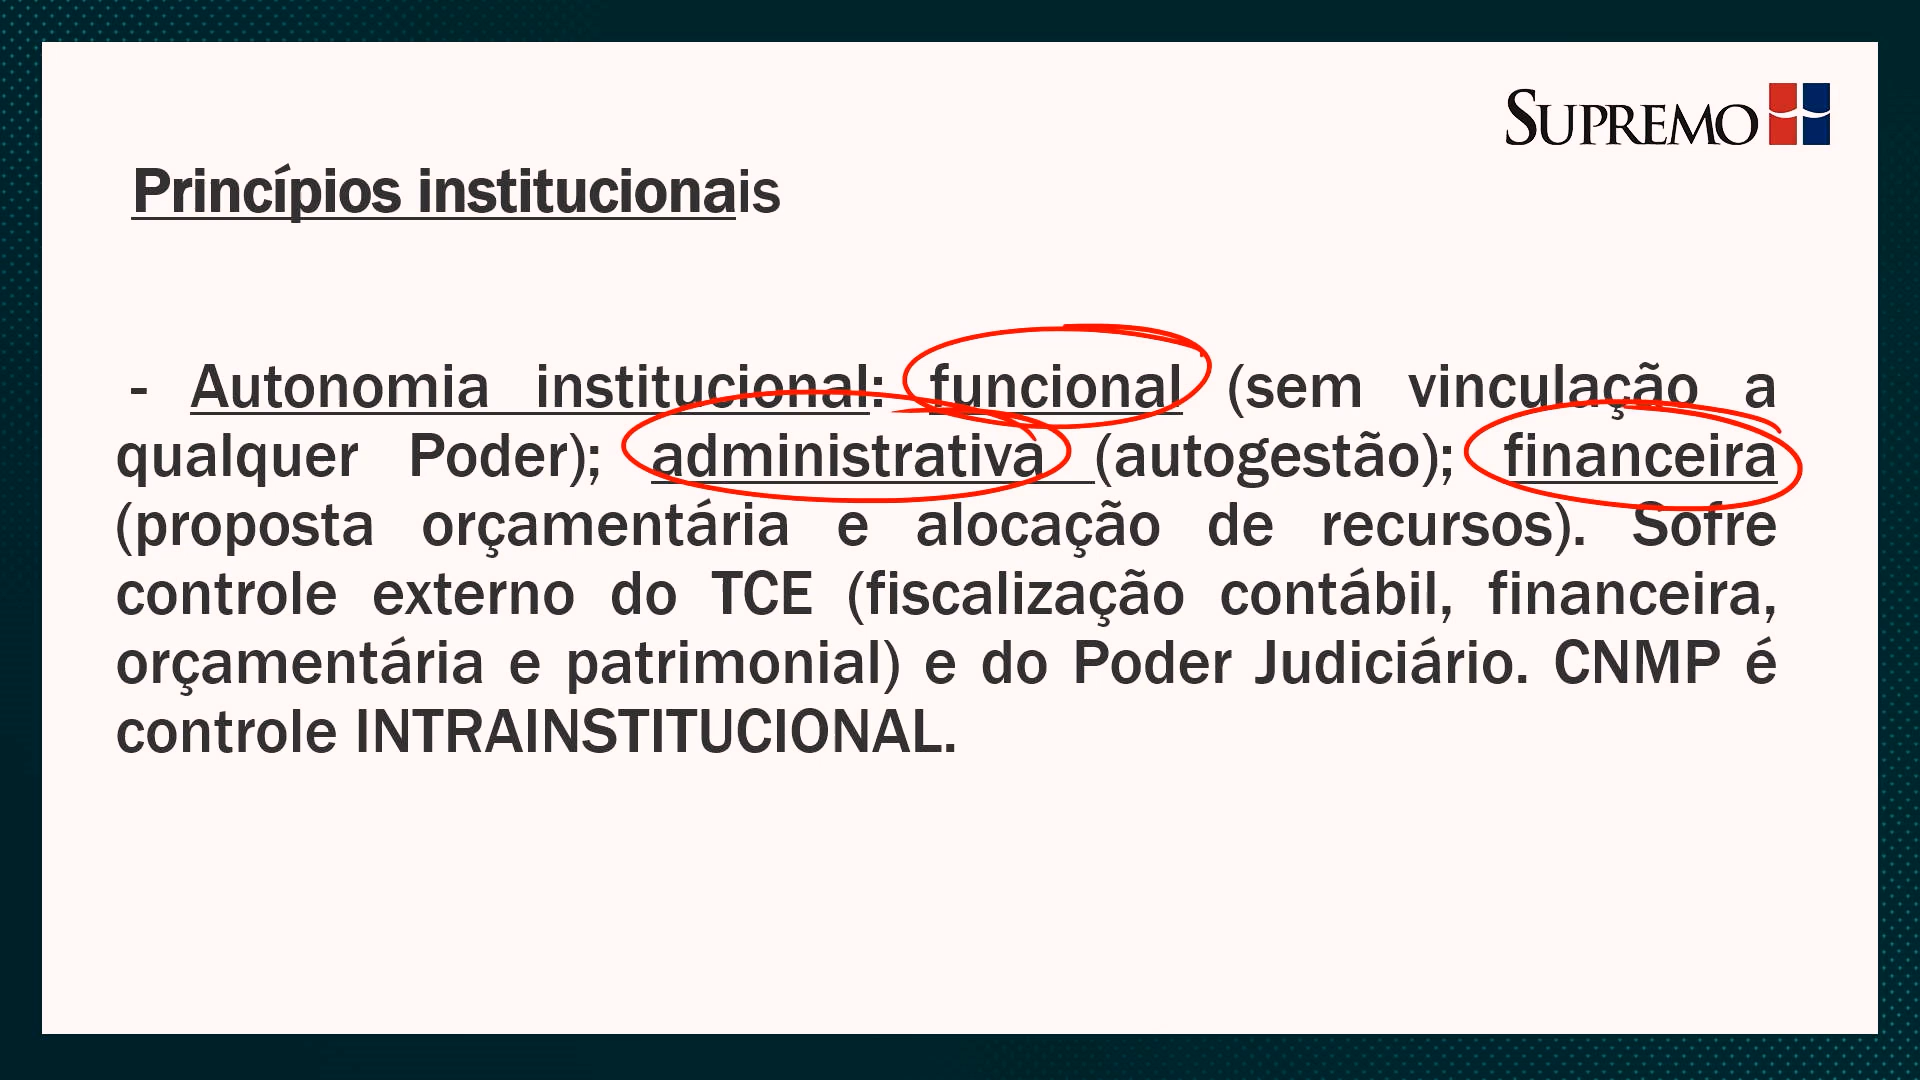 SUPREMO
Princípios institucionais
- Autonomia institucional: funcional (sem vinculação a
qualquer Poder); administrativa (autogestão); financeira
(proposta orçamentária e alocação de recursos). Sofre
controle externo do TCE (fiscalização contábil, financeira,
orçamentária e patrimonial) e do Poder Judiciário. CNMP é
controle INTRAINSTITUCIONAL.